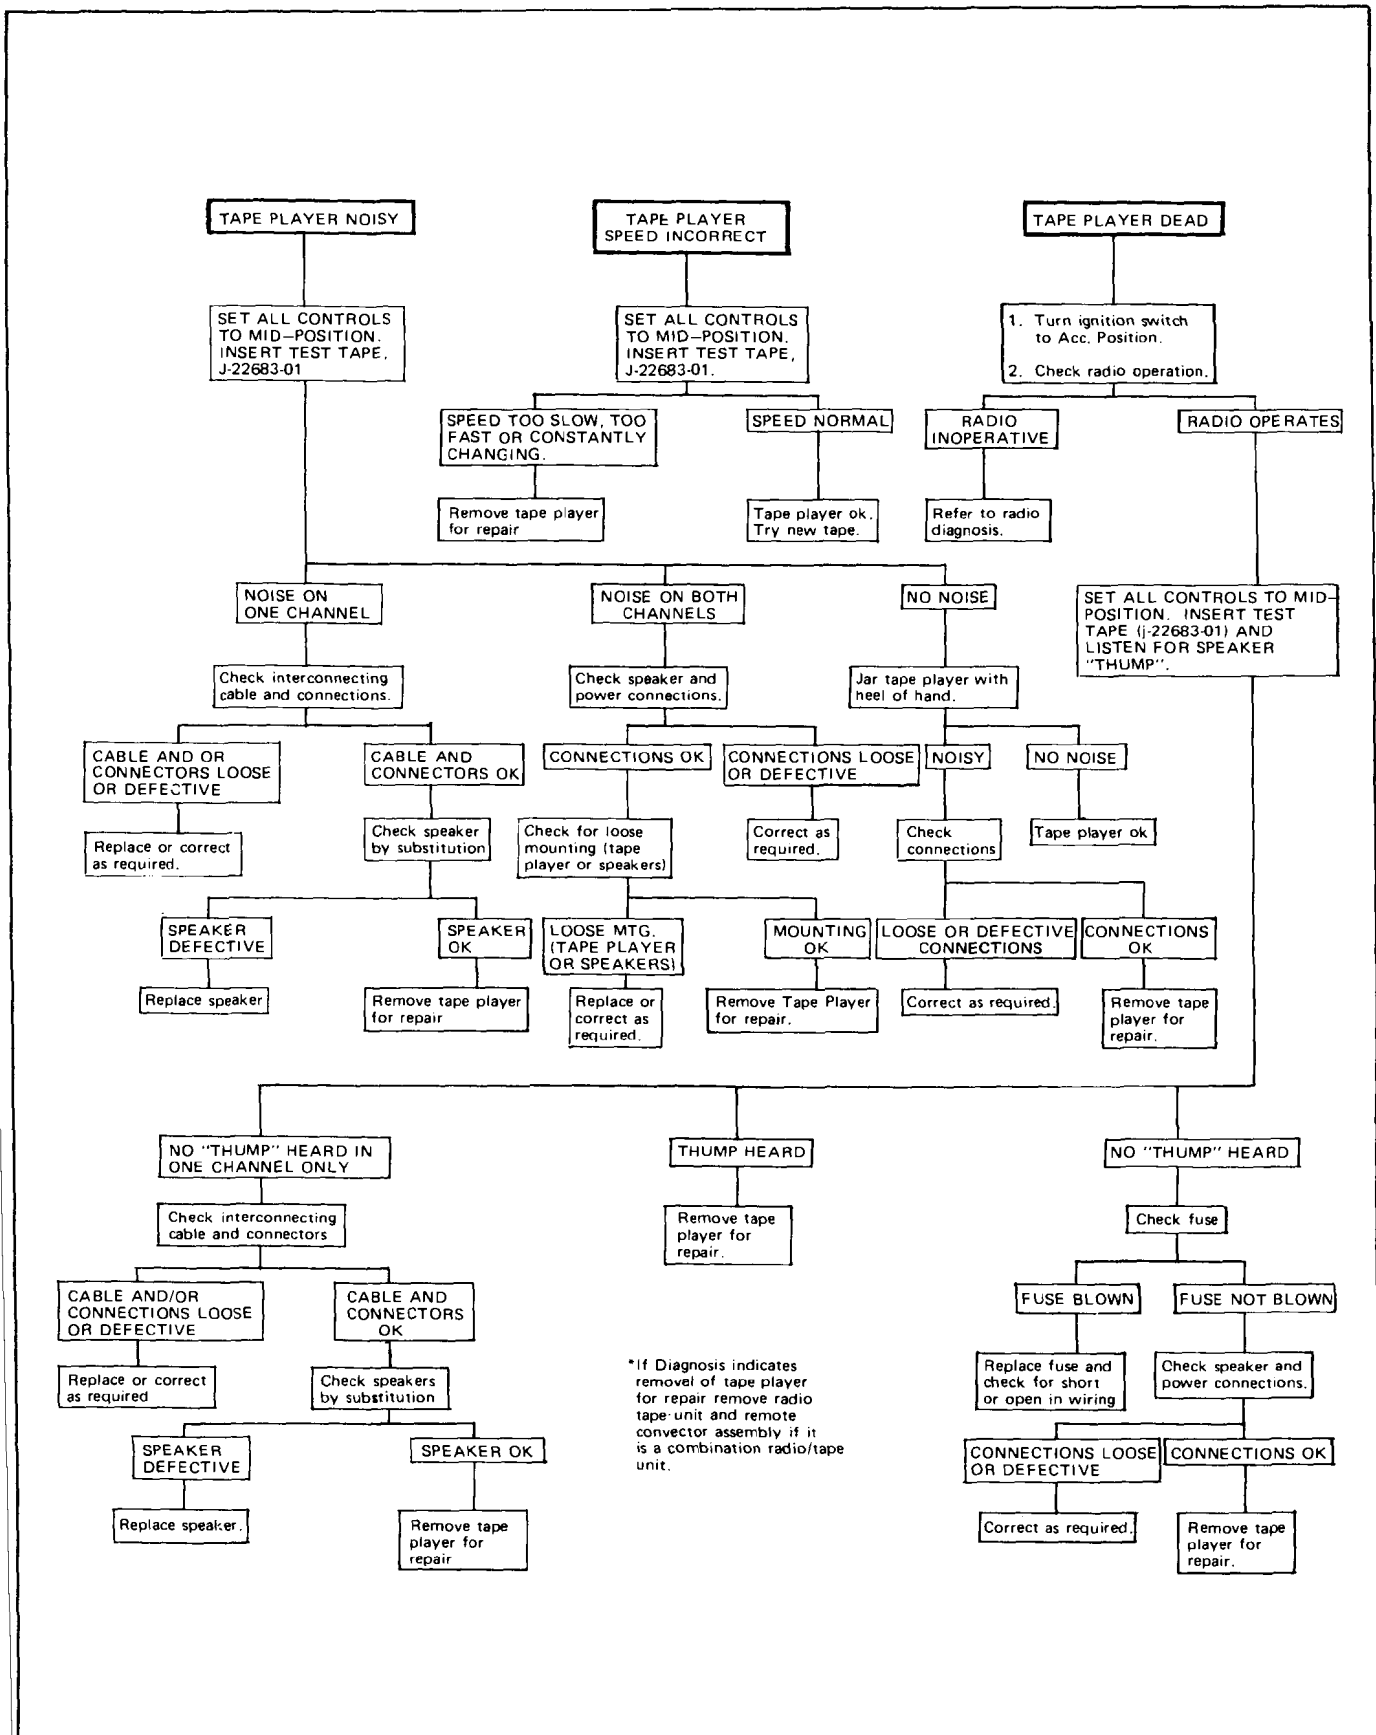 TAPE PLAYER NOISY
TAPE PLAYER
SPEED INCORRECT
TAPE PLAYER DEAD
SET ALL CONTROLS
TO MID-POSITION.
INSERT TEST TAPE,
J-22683-01
SET ALL CONTROLS
TO MID-POSITION.
INSERT TEST TAPE,
J-22683-01.
1. Turn ignition switch
to Acc. Position.
2. Check radio operation.
SPEED TOO SLOW, TOO
FAST OR CONSTANTLY
CHANGING.
SPEED NORMAL
RADIO
INOPERATIVE
RADIO OPERATES
Remove tape player
for repair
Tape player ok.
Try new tape.
Refer to radio
diagnosis.
NOISE ON
ONE CHANNEL
NOISE ON BOTH
CHANNELS
NO NOISE
SET ALL CONTROLS TO MID-
POSITION. INSERT TEST
TAPE (j-22683-01) AND
LISTEN FOR SPEAKER
"THUMP".
Check interconnecting
cable and connections.
Check speaker and
power connections.
Jar tape player with
heel of hand.
CABLE AND OR
CONNECTORS LOOSE
OR DEFECTIVE
CABLE AND
CONNECTORS OK
CONNECTIONS OK
CONNECTIONS LOOSE
OR DEFECTIVE
NOISY
NO NOISE
Replace or correct
as required.
Check speaker
by substitution
Check for loose
mounting (tape
player or speakers)
Correct as
required.
Check
connections
Tape player ok
SPEAKER
DEFECTIVE
SPEAKER
OK
LOOSE MTG.
(TAPE PLAYER
OR SPEAKERS)
MOUNTING
OK
LOOSE OR DEFECTIVE
CONNECTIONS
CONNECTIONS
OK
Replace speaker
Remove tape player
for repair
Replace or
correct as
required.
Remove Tape Player
for repair.
Correct as required.
Remove tape
player for
repair.
NO "THUMP" HEARD IN
ONE CHANNEL ONLY
THUMP HEARD
NO "THUMP" HEARD
Check interconnecting
cable and connectors
Remove tape
player for
repair.
Check fuse
CABLE AND/OR
CONNECTIONS LOOSE
OR DEFECTIVE
CABLE AND
CONNECTORS
OK
FUSE BLOWN
FUSE NOT BLOWN
Replace or correct
as required
Check speakers
by substitution
*If Diagnosis indicates
removal of tape player
for repair remove radio
tape-unit and remote
convector assembly if it
is a combination radio/tape
unit.
Replace fuse and
check for short
or open in wiring
Check speaker and
power connections.
SPEAKER
DEFECTIVE
SPEAKER OK
CONNECTIONS LOOSE
OR DEFECTIVE
CONNECTIONS OK
Replace speaker.
Remove tape
player for
repair
Correct as required.
Remove tape
player for
repair.